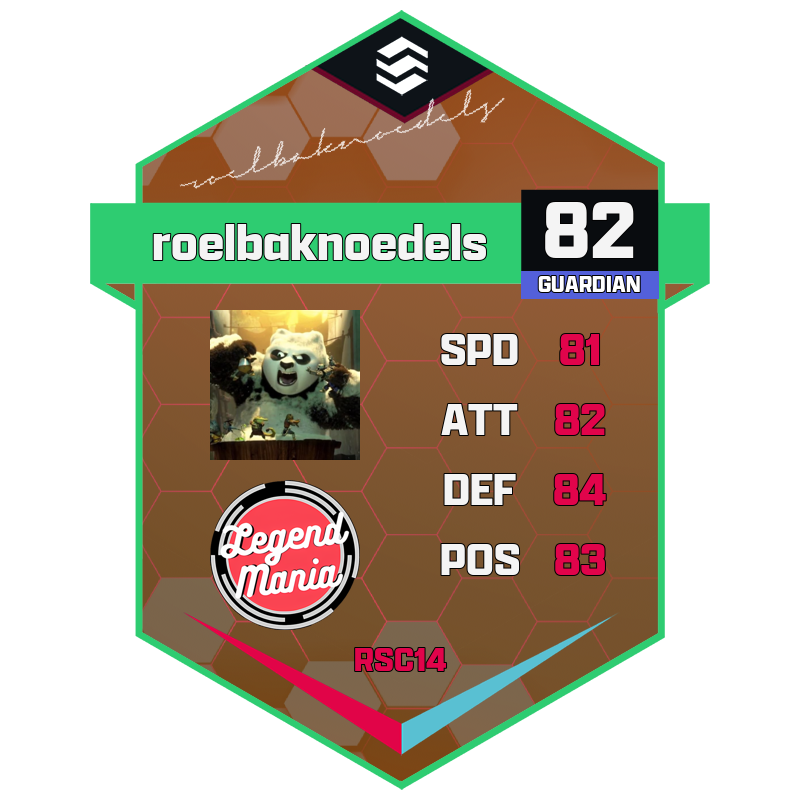 roelbaknoedels
roelbaknoedels
82
GUARDIAN
SPD 81
ATT 82
DEF 84
POS 83
Legend
Mania
RSC14